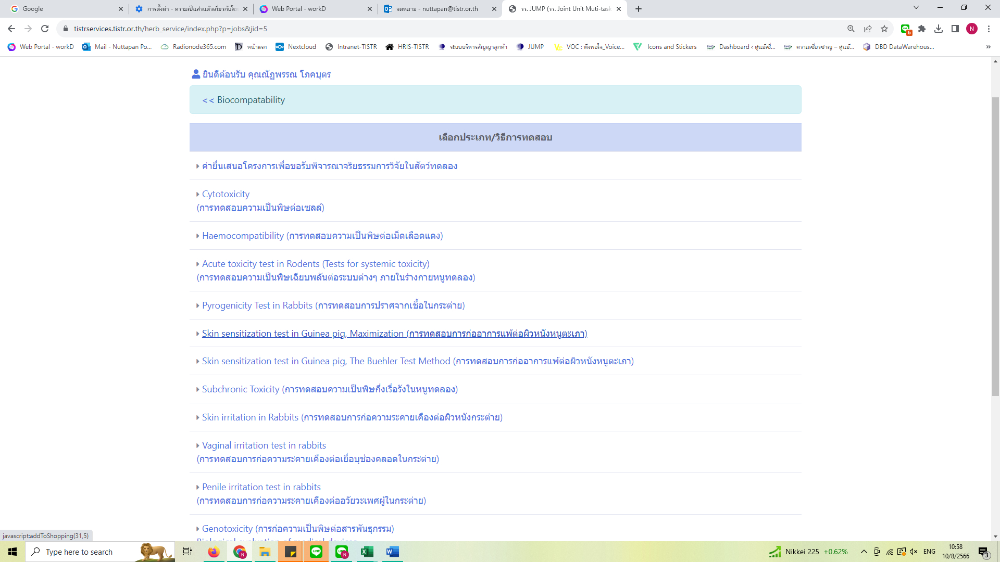 Google
การตั้งค่า - ความเป็นส่วนตัวเกี่ยวกับโฆษ
Web Portal - workD
จดหมาย - nuttapan@tistr.or.th
วว. JUMP (วว. Joint Unit Muti-task
tistrservices.tistr.or.th/herb_service/index.php?p=jobs&jid=5
6
N
Web Portal - workD
Mail - Nuttapan Po...
Radionode365.com
หน้าแรก
Nextcloud
Intranet-TISTR
HRIS-TISTR
ระบบบริหารสัญญาลูกค้า
JUMP
VOC : พึงพอใจ_Voice...
Icons and Stickers
Dashboard ‹ ศูนย์เชี่...
ความเชี่ยวชาญ – ศูนย์...
DBD DataWarehous...
»
ยินดีต้อนรับ คุณณัฏพรรณ โภคบุตร
<< Biocompatability
เลือกประเภท/วิธีการทดสอบ
ค่ายื่นเสนอโครงการเพื่อขอรับพิจารณาจริยธรรมการวิจัยในสัตว์ทดลอง
Cytotoxicity
(การทดสอบความเป็นพิษต่อเซลล์)
Haemocompatibility (การทดสอบความเป็นพิษต่อเม็ดเลือดแดง)
Acute toxicity test in Rodents (Tests for systemic toxicity)
(การทดสอบความเป็นพิษเฉียบพลันต่อระบบต่างๆ ภายในร่างกายหนูทดลอง)
Pyrogenicity Test in Rabbits (การทดสอบการปราศจากเชื้อในกระต่าย)
Skin sensitization test in Guinea pig, Maximization (การทดสอบการก่ออาการแพ้ต่อผิวหนังหนูตะเภา)
Skin sensitization test in Guinea pig, The Buehler Test Method (การทดสอบการก่ออาการแพ้ต่อผิวหนังหนูตะเภา)
Subchronic Toxicity (การทดสอบความเป็นพิษกึ่งเรื่อรังในหนูทดลอง)
Skin irritation in Rabbits (การทดสอบการก่อความระคายเคืองต่อผิวหนังกระต่าย)
Vaginal irritation test in rabbits
(การทดสอบการก่อความระคายเคืองต่อเยื่อบุช่องคลอดในกระต่าย)
Penile irritation test in rabbits
(การทดสอบการก่อความระคายเคืองต่ออวัยวะเพศผู้ในกระต่าย)
Genotoxicity (การก่อความเป็นพิษต่อสารพันธุกรรม)
Biological evaluation of medical devices
javascript:addToShopping(31,5)
Type here to search
Nikkei 225 +0.62%
ENG
10:58
10/8/2566
3